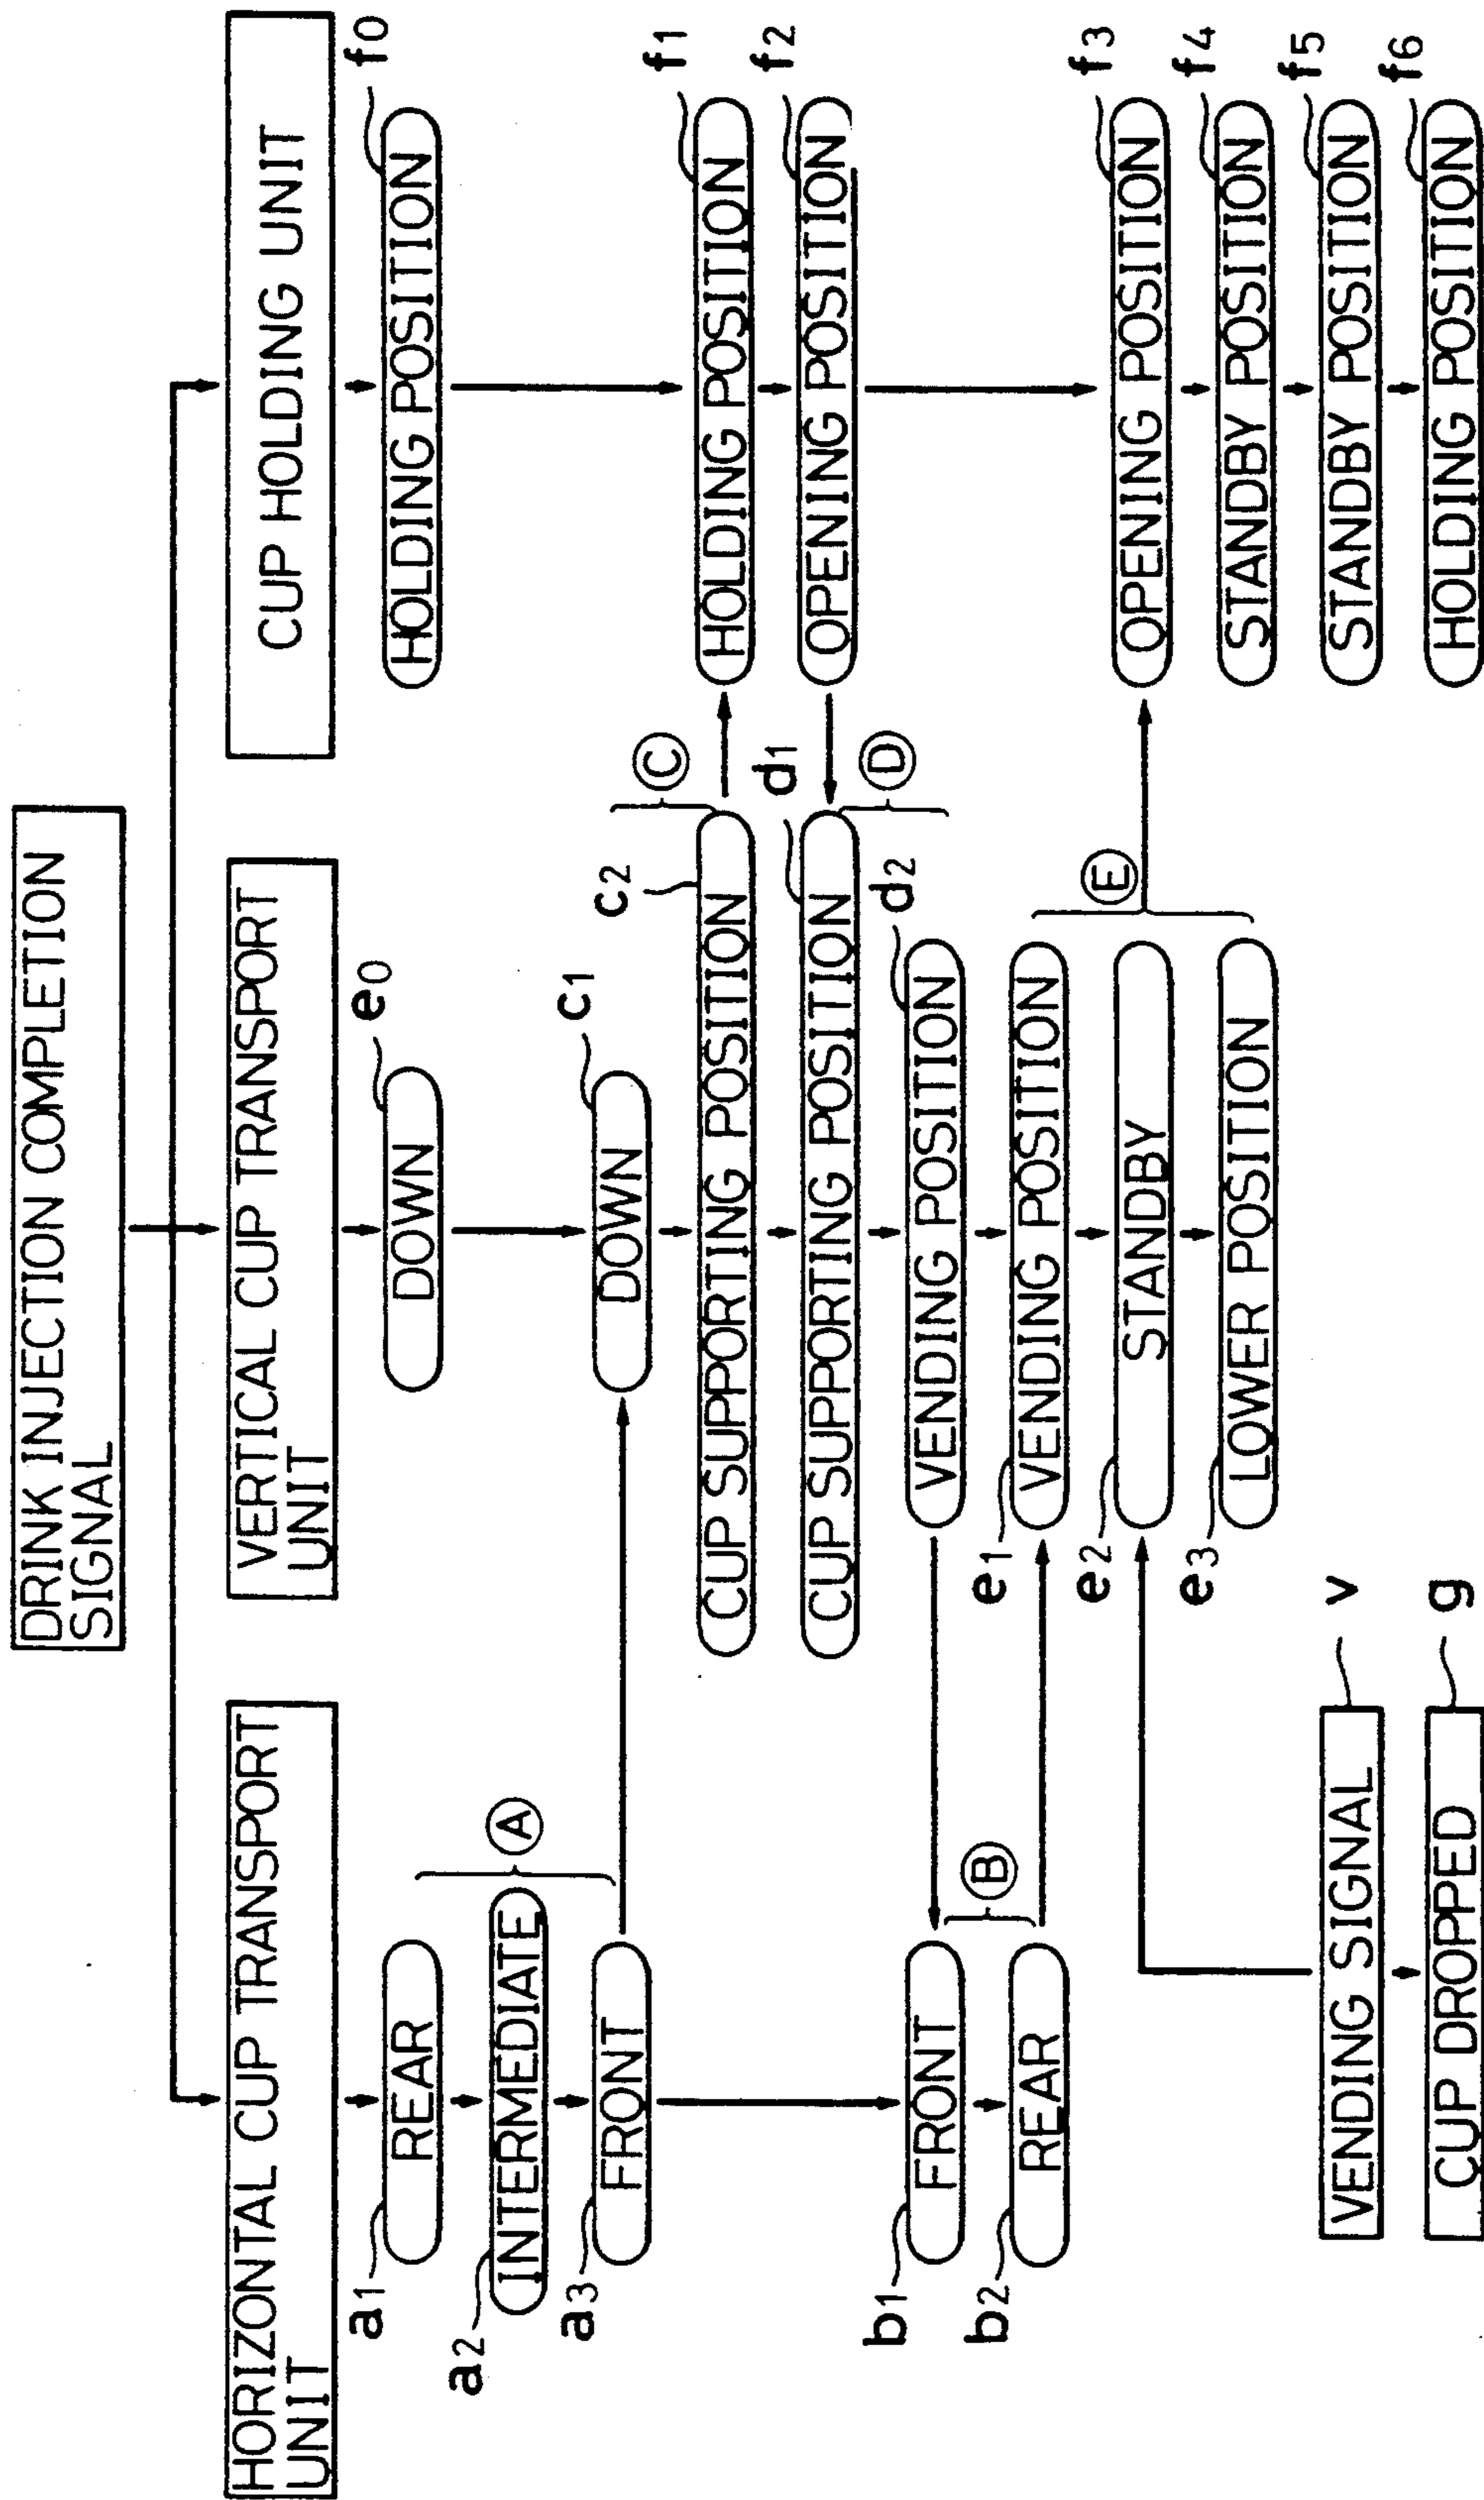 DRINK INJECTION COMPLETION
SIGNAL
HORIZONTAL CUP TRANSPORT
UNIT
VERTICAL CUP TRANSPORT
UNIT
CUP HOLDING UNIT
a1
REAR
a2
INTERMEDIATE
a3
FRONT
A
b1
FRONT
b2
REAR
B
VENDING SIGNAL
v
CUP DROPPED
g
e0
DOWN
c1
DOWN
c2
CUP SUPPORTING POSITION
C
d1
CUP SUPPORTING POSITION
D
d2
VENDING POSITION
e1
VENDING POSITION
e2
STANDBY
e3
LOWER POSITION
E
f0
HOLDING POSITION
f1
HOLDING POSITION
f2
OPENING POSITION
f3
OPENING POSITION
f4
STANDBY POSITION
f5
STANDBY POSITION
f6
HOLDING POSITION